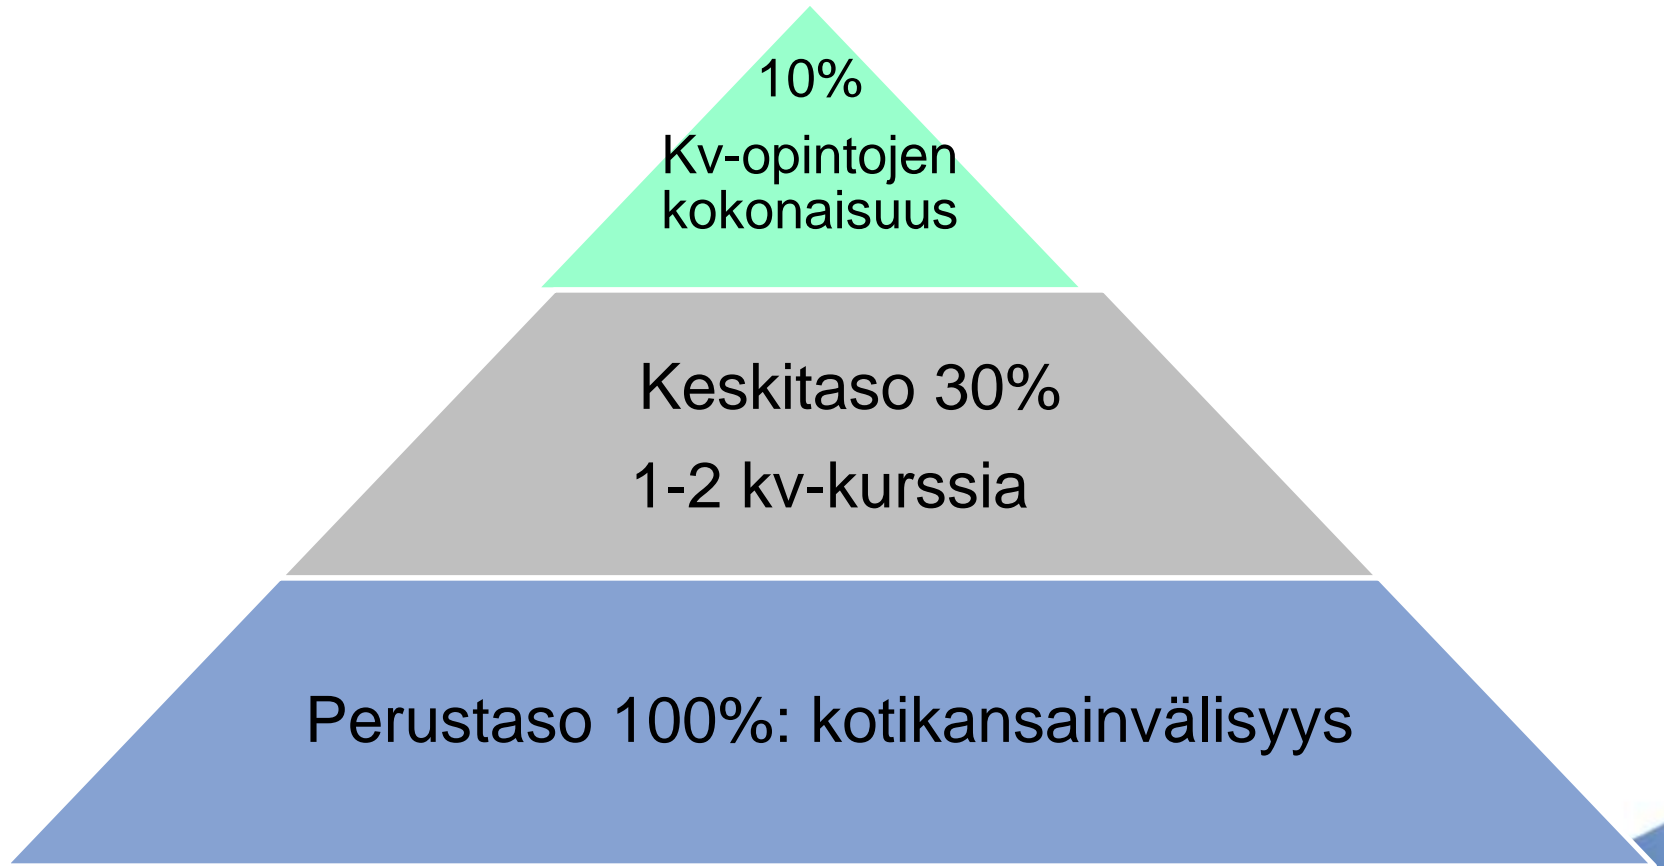 10%
Kv-opintojen
kokonaisuus
Keskitaso 30%
1-2 kv-kurssia
Perustaso 100%: kotikansainvälisyys